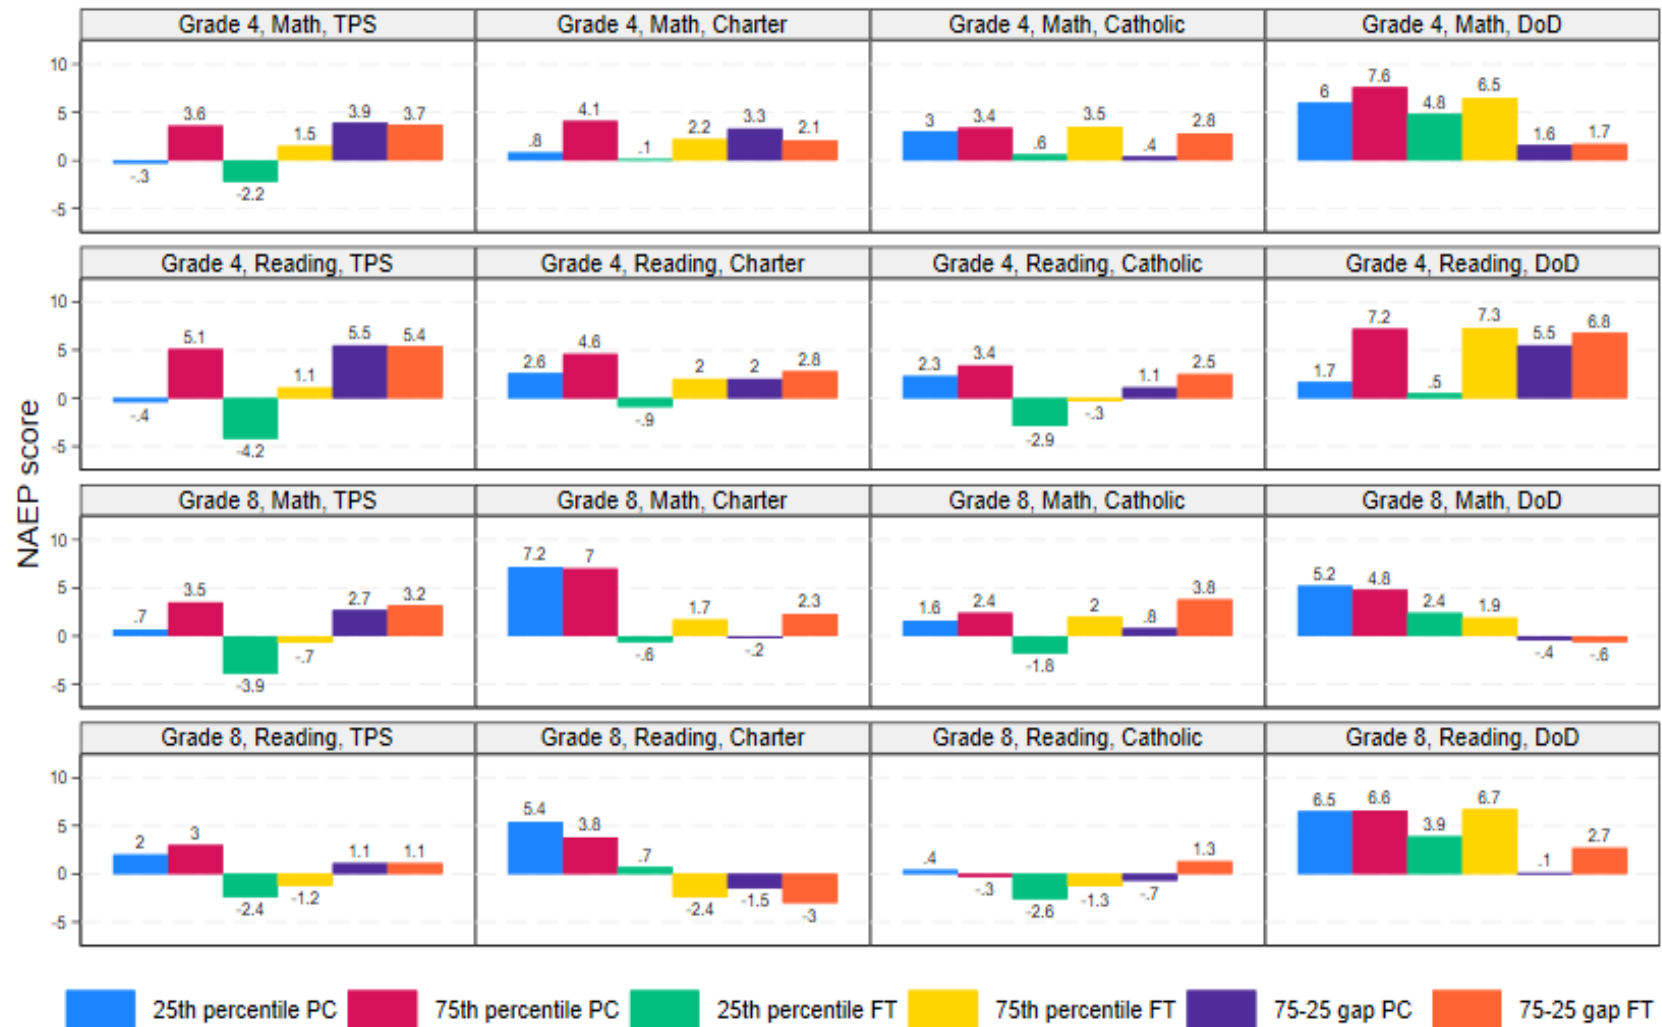 Grade 4, Math, TPS Grade 4, Math, Charter Grade 4, Math, Catholic Grade 4, Math, DoD
10
5
0
-5
-.3 3.6 -2.2 1.5 3.9 3.7
.8 4.1 .1 2.2 3.3 2.1
3 3.4 .6 3.5 .4 2.8
6 7.6 4.8 6.5 1.6 1.7
Grade 4, Reading, TPS Grade 4, Reading, Charter Grade 4, Reading, Catholic Grade 4, Reading, DoD
10
5
0
-5
-.4 5.1 -4.2 1.1 5.5 5.4
2.6 4.6 -.9 2 2 2.8
2.3 3.4 -2.9 -.3 1.1 2.5
1.7 7.2 .5 7.3 5.5 6.8
NAEP score
Grade 8, Math, TPS Grade 8, Math, Charter Grade 8, Math, Catholic Grade 8, Math, DoD
10
5
0
-5
.7 3.5 -3.9 -.7 2.7 3.2
7.2 7 -.6 1.7 -.2 2.3
1.6 2.4 -1.8 2 .8 3.8
5.2 4.8 2.4 1.9 -.4 -.6
Grade 8, Reading, TPS Grade 8, Reading, Charter Grade 8, Reading, Catholic Grade 8, Reading, DoD
10
5
0
-5
2 3 -2.4 -1.2 1.1 1.1
5.4 3.8 .7 -2.4 -1.5 -3
.4 -.3 -2.6 -1.3 -.7 1.3
6.5 6.6 3.9 6.7 .1 2.7
25th percentile PC 75th percentile PC 25th percentile FT 75th percentile FT 75-25 gap PC 75-25 gap FT